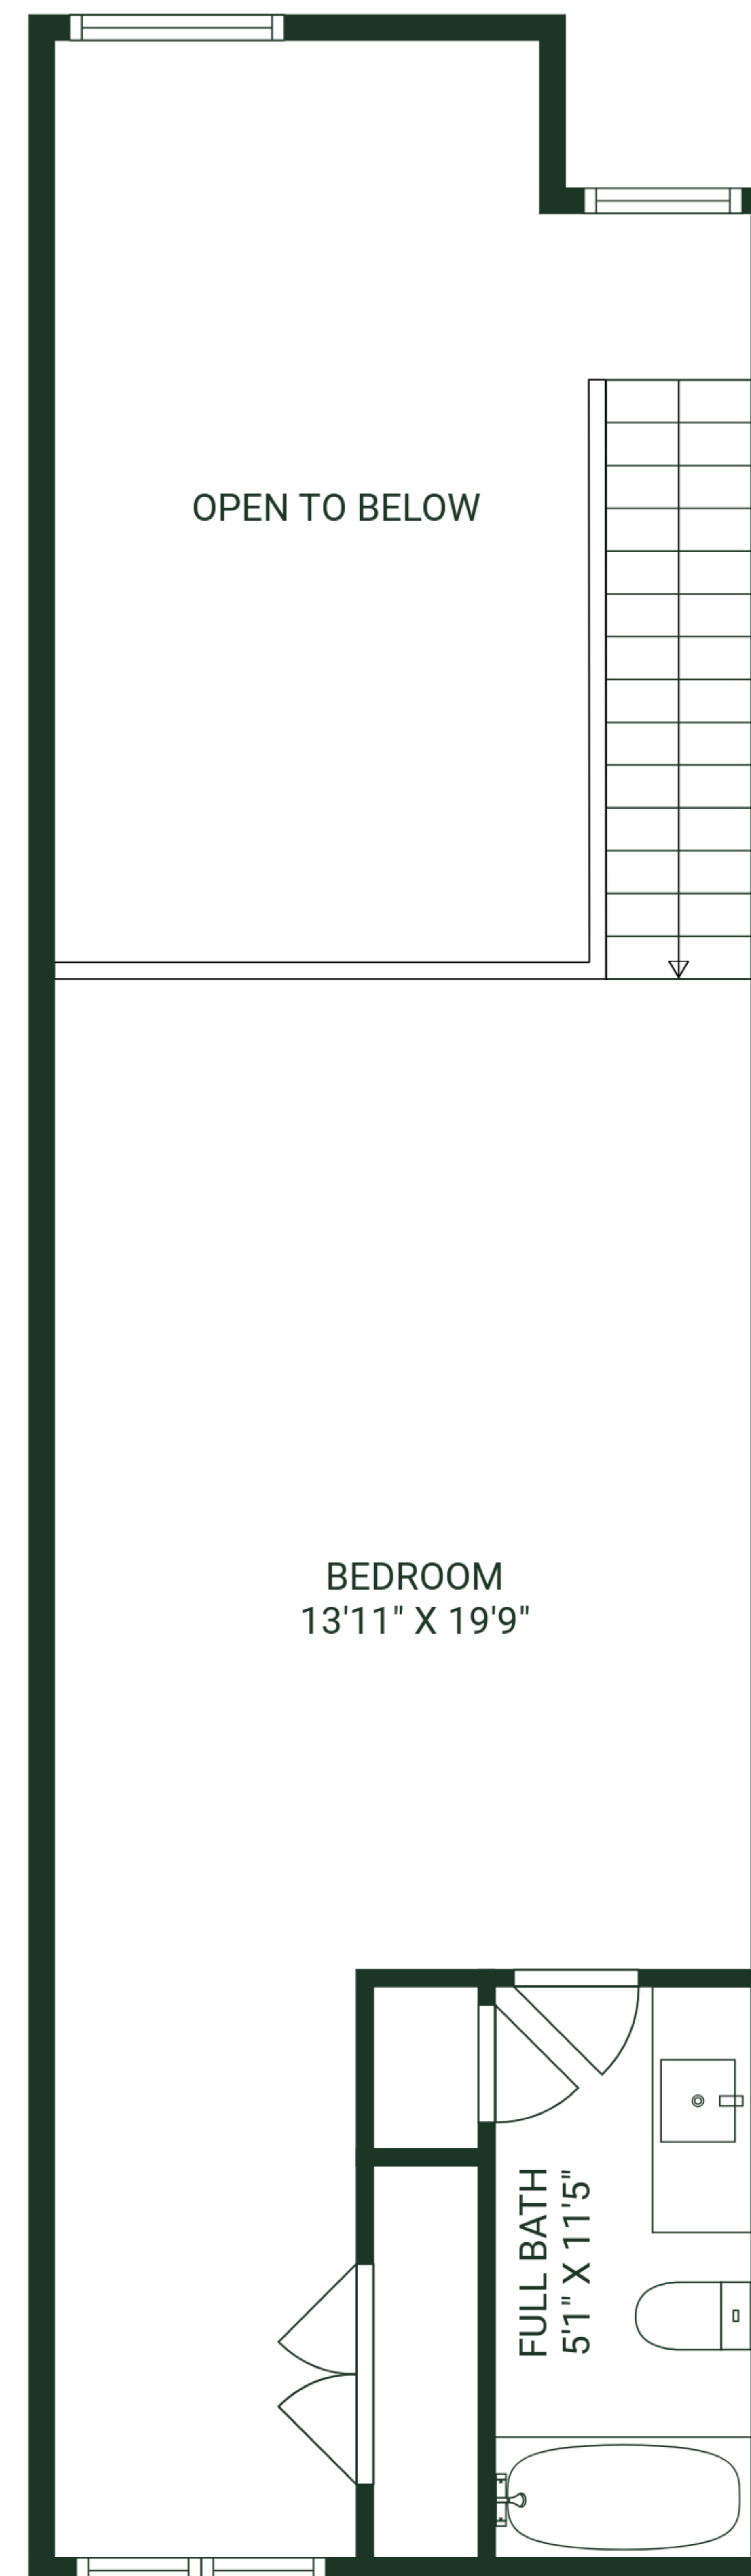 OPEN TO BELOW
BEDROOM
13'11" X 19'9"
FULL BATH
5'1" X 11'5"